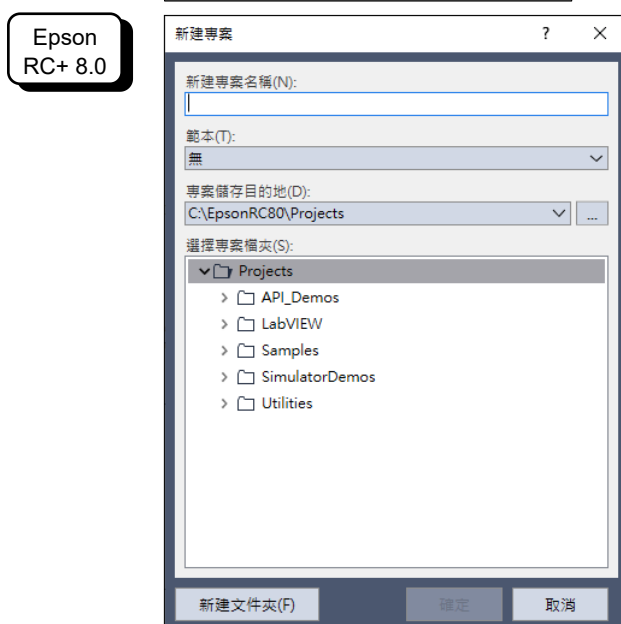 Epson
RC+ 8.0
新建專案 ? ×
新建專案名稱(N):
範本(T):
無
專案儲存目的地(D):
C:\EpsonRC80\Projects
...
選擇專案檔夾(S):
Projects
API_Demos
LabVIEW
Samples
SimulatorDemos
Utilities
新建文件夾(F) 確定 取消